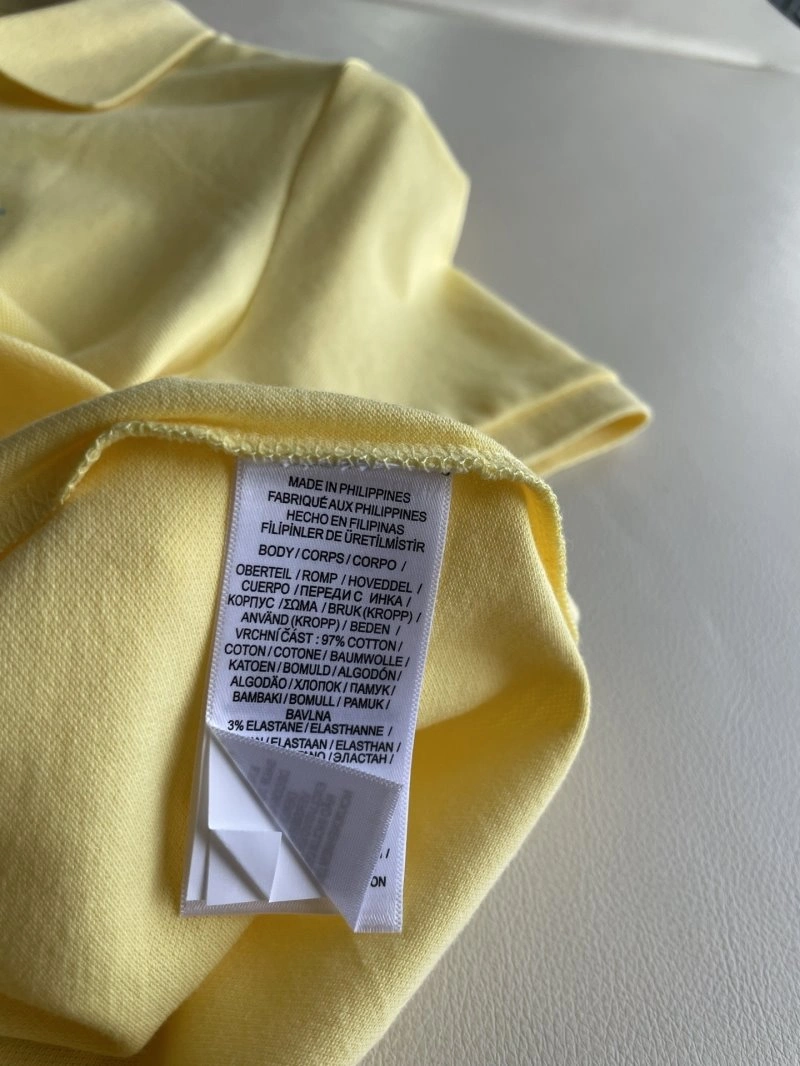 MADE IN PHILIPPINES
FABRIQUÉ AUX PHILIPPINES
HECHO EN FILIPINAS
FİLİPİNLER DE ÜRETİLMİSTİR
BODY / CORPS / CORPO /
OBERTEIL / ROMP / HOVEDDEL /
CUERPO / ПЕРЕДИ С ИНКА /
КОРПУС / ΣΩΜΑ / BRUK (KROPP) /
ANVÄND (KROPP) / BEDEN /
VRCHNÍ ČÁST : 97% COTTON /
COTON / COTONE / BAUMWOLLE /
KATOEN / BOMULD / ALGODÓN /
ALGODÃO / ХЛОПОК / ПАМУК /
BAMBAKI / BOMULL / PAMUK /
BAVLNA
3% ELASTANE / ELASTHANNE /
/ ELASTAAN / ELASTHAN /
/ ЭЛАСТАН /